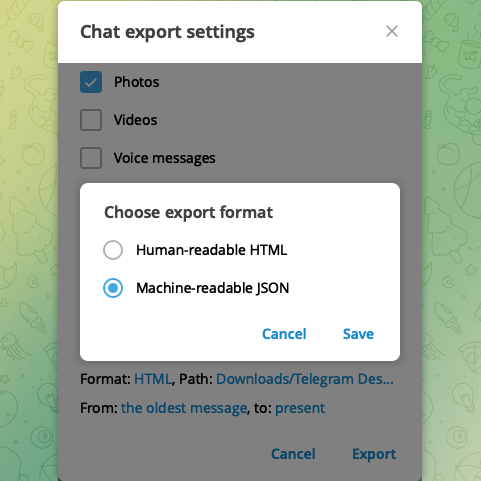 Chat export settings
Photos
Videos
Voice messages
Choose export format
Human-readable HTML
Machine-readable JSON
Cancel Save
Format: HTML, Path: Downloads/Telegram Des...
From: the oldest message, to: present
Cancel Export